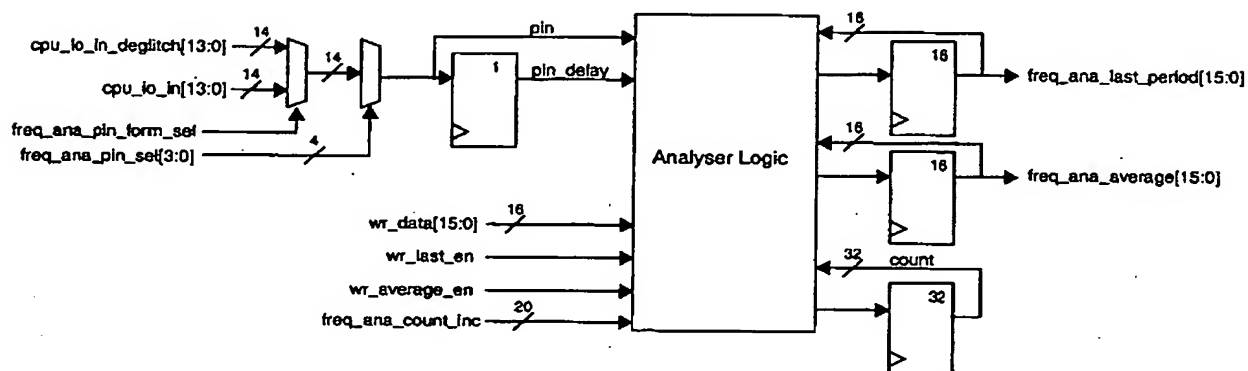 pin
16
14
cpu_io_in_deglitch[13:0]
14
1
16
freq_ana_last_period[15:0]
14
pin_delay
cpu_io_in[13:0]
freq_ana_pin_form_sel
16
freq_ana_pin_sel[3:0]
4
Analyser Logic
16
freq_ana_average[15:0]
wr_data[15:0]
16
wr_last_en
32
count
wr_average_en
20
32
freq_ana_count_inc